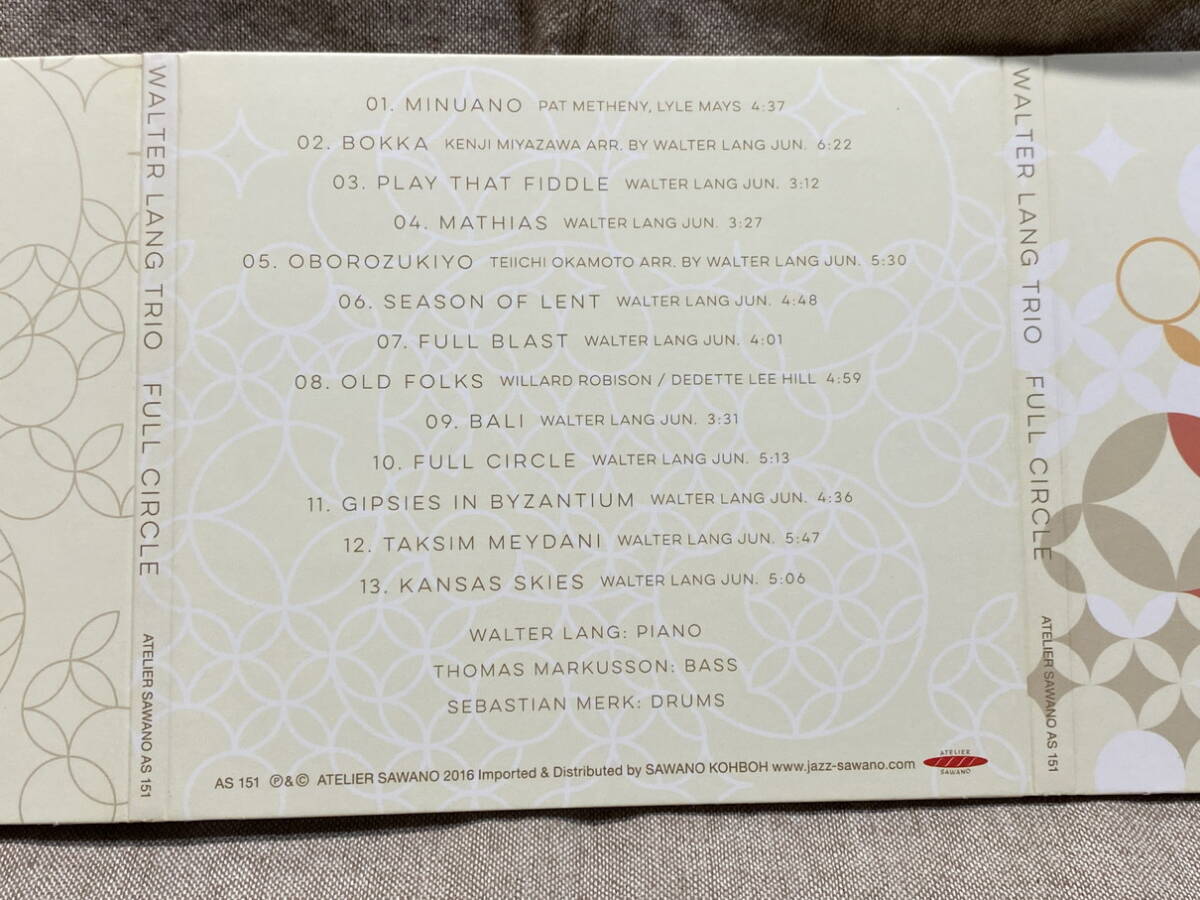 WALTER LANG TRIO FULL CIRCLE
ATELIER SAWANO AS 151
01. MINUANO PAT METHENY, LYLE MAYS 4:37
02. BOKKA KENJI MIYAZAWA ARR. BY WALTER LANG JUN. 6:22
03. PLAY THAT FIDDLE WALTER LANG JUN. 3:12
04. MATHIAS WALTER LANG JUN. 3:27
05. OBOROZUKIYO TEIICHI OKAMOTO ARR. BY WALTER LANG JUN. 5:30
06. SEASON OF LENT WALTER LANG JUN. 4:48
07. FULL BLAST WALTER LANG JUN. 4:01
08. OLD FOLKS WILLARD ROBISON / DEDETTE LEE HILL 4:59
09. BALI WALTER LANG JUN. 3:31
10. FULL CIRCLE WALTER LANG JUN. 5:13
11. GIPSIES IN BYZANTIUM WALTER LANG JUN. 4:36
12. TAKSIM MEYDANI WALTER LANG JUN. 5:47
13. KANSAS SKIES WALTER LANG JUN. 5:06
WALTER LANG: PIANO
THOMAS MARKUSSON: BASS
SEBASTIAN MERK: DRUMS
AS 151 ℗&© ATELIER SAWANO 2016 Imported & Distributed by SAWANO KOHBOH www.jazz-sawano.com
ATELIER
SAWANO
WALTER LANG TRIO FULL CIRCLE
ATELIER SAWANO AS 151